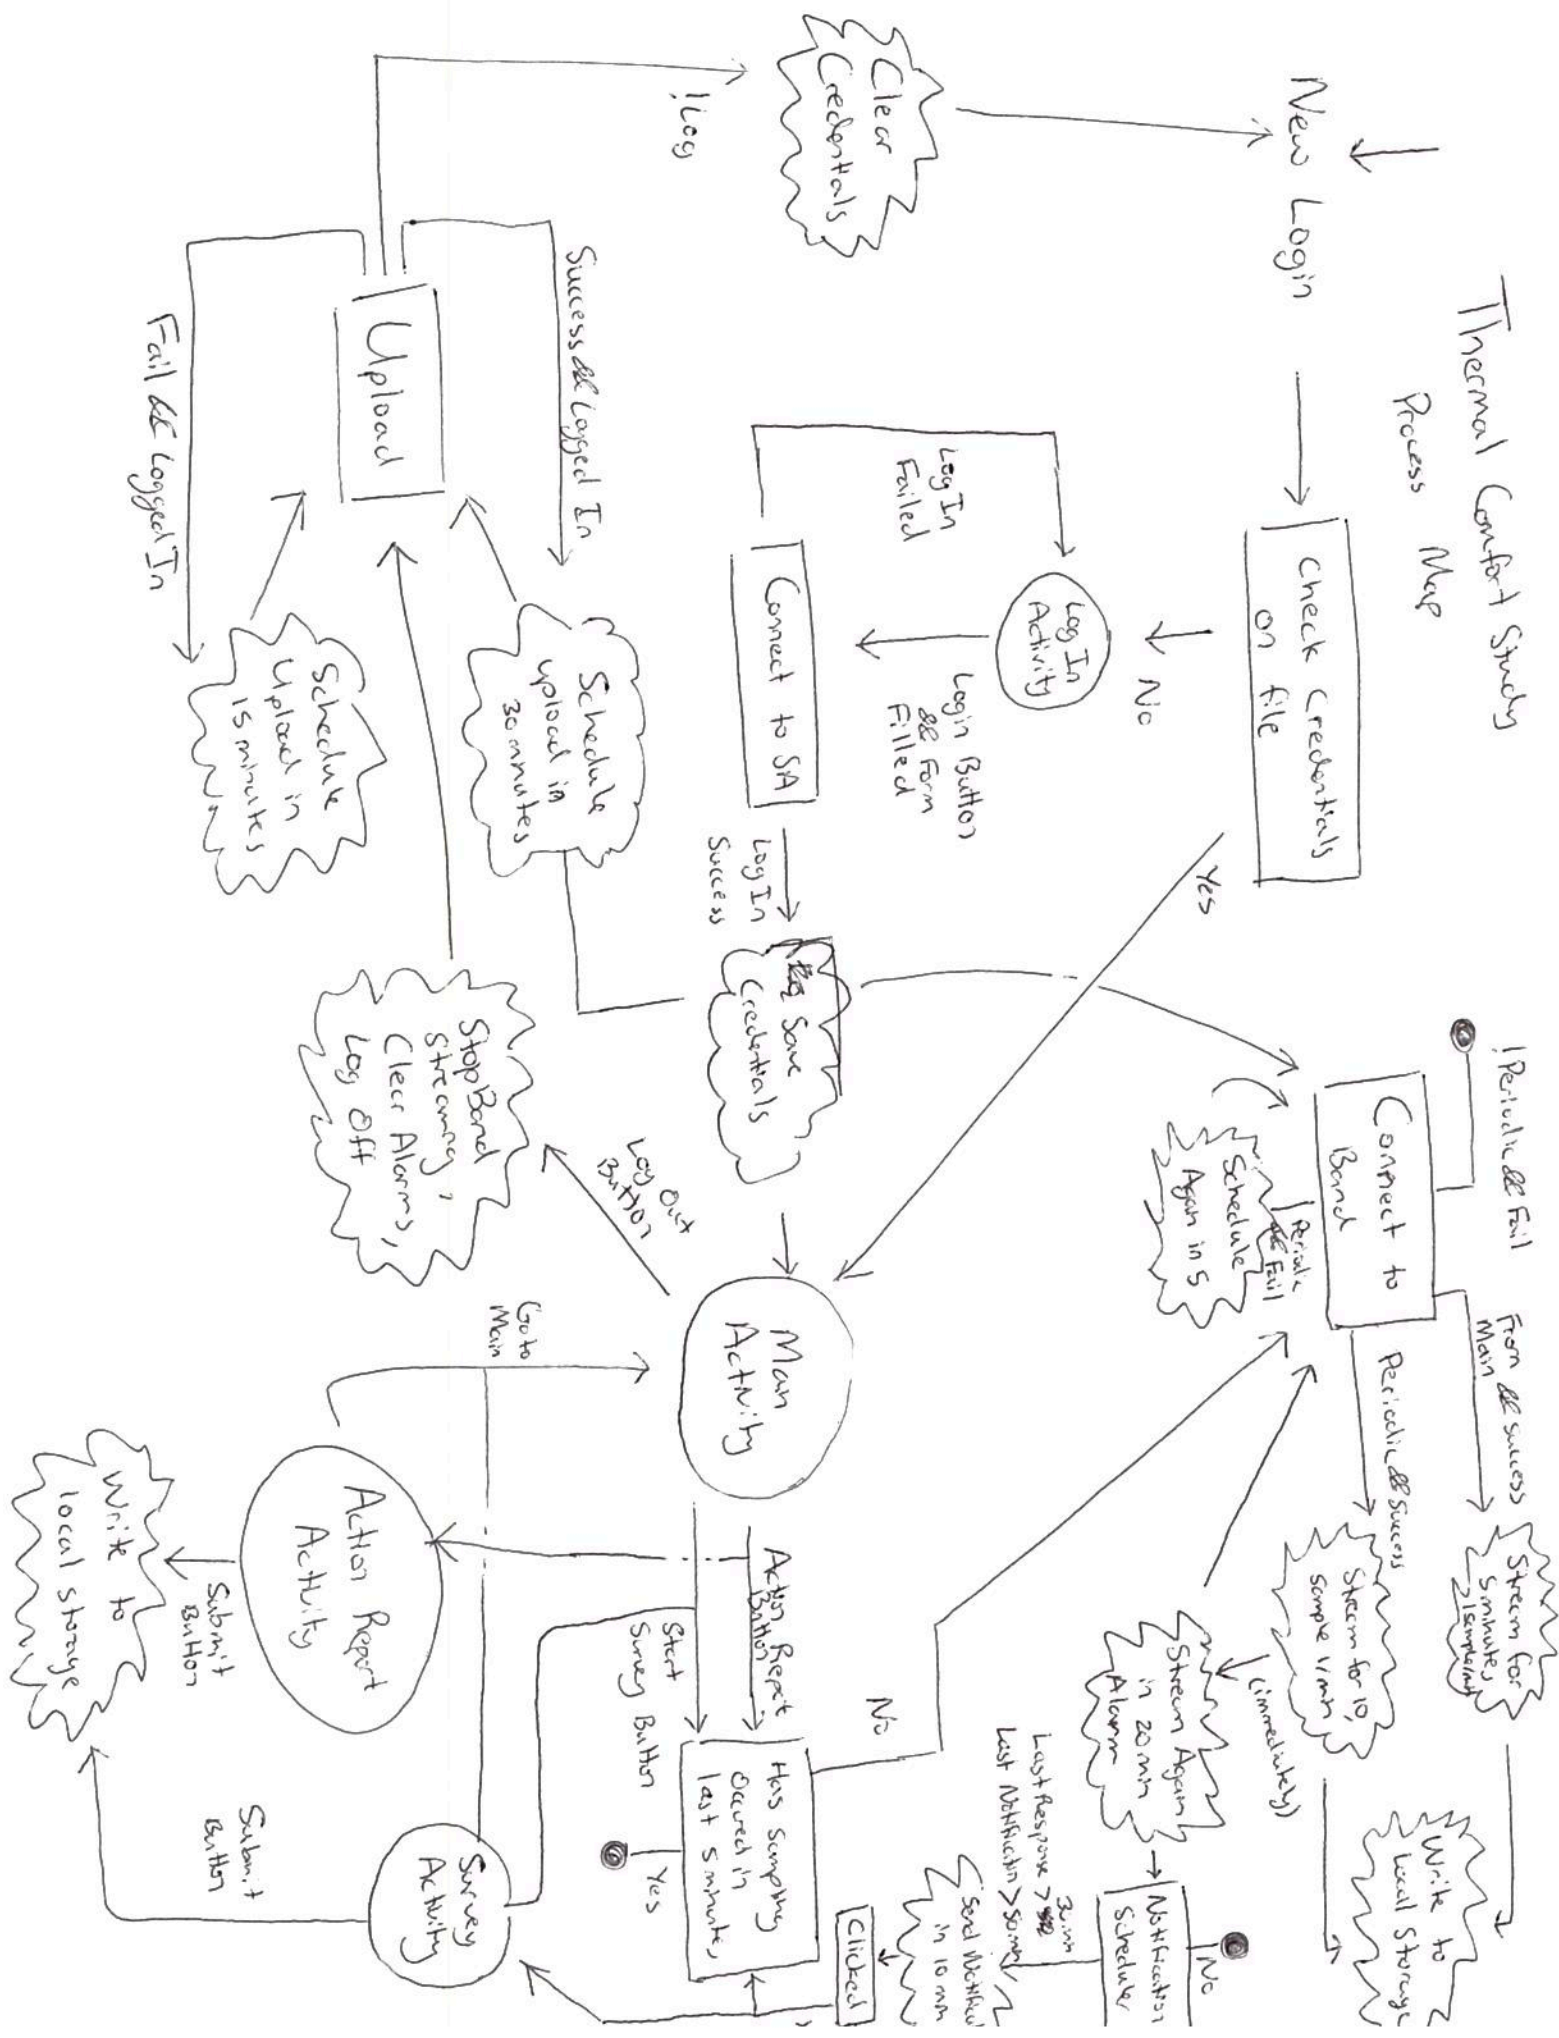 Thermal Comfort Study
Process Map
New Login
Check Credentials
on file
No
Yes
Log In
Activity
Login Button
&& Form
Filled
Log In
Failed
Connect to SA
Log In
Success
Save
Credentials
Clear
Credentials
!Log
Upload
Success && Logged In
Fail && Logged In
Schedule
upload in
30 minutes
Schedule
Upload in
15 minutes
Stop Band
Streaming,
Clear Alarms,
Log Off
Log Out
Button
Main
Activity
Go to
Main
!Periodic && Fail
Connect to
Band
From && success
Main
Periodic && Success
Periodic
&& Fail
Schedule
Again in 5
Stream for
5 minutes,
Stream for 10,
sample 1/min
(immediately)
Stream Again
in 20 min
Alarm
Write to
Local Storage
Notification
Scheduler
No
Last Response >
Last Notification > 50 min
Send Notificat
in 10 min
Clicked
Action Report
Button
Start
Survey Button
Has Sampling
Occured in
last 5 minutes,
No
Yes
Action Report
Activity
Submit
Button
Write to
local storage
Survey
Activity
Submit
Button